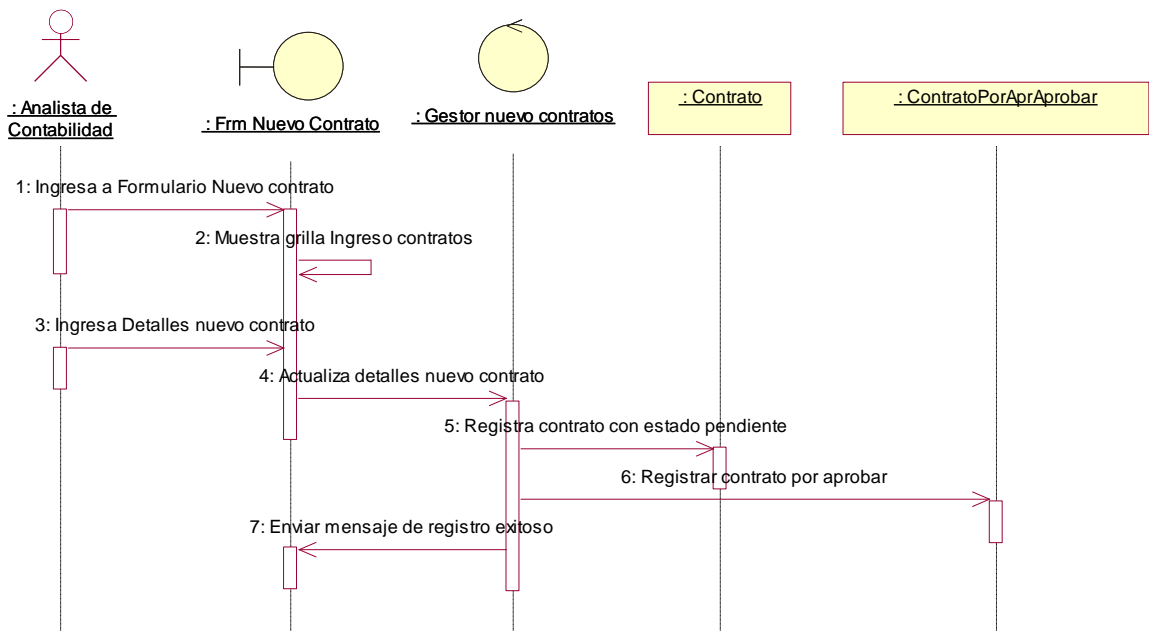 : Analista de
Contabilidad
: Frm Nuevo Contrato
: Gestor nuevo contratos
: Contrato
: ContratoPorAprAprobar
1: Ingresa a Formulario Nuevo contrato
2: Muestra grilla Ingreso contratos
3: Ingresa Detalles nuevo contrato
4: Actualiza detalles nuevo contrato
5: Registra contrato con estado pendiente
6: Registrar contrato por aprobar
7: Enviar mensaje de registro exitoso